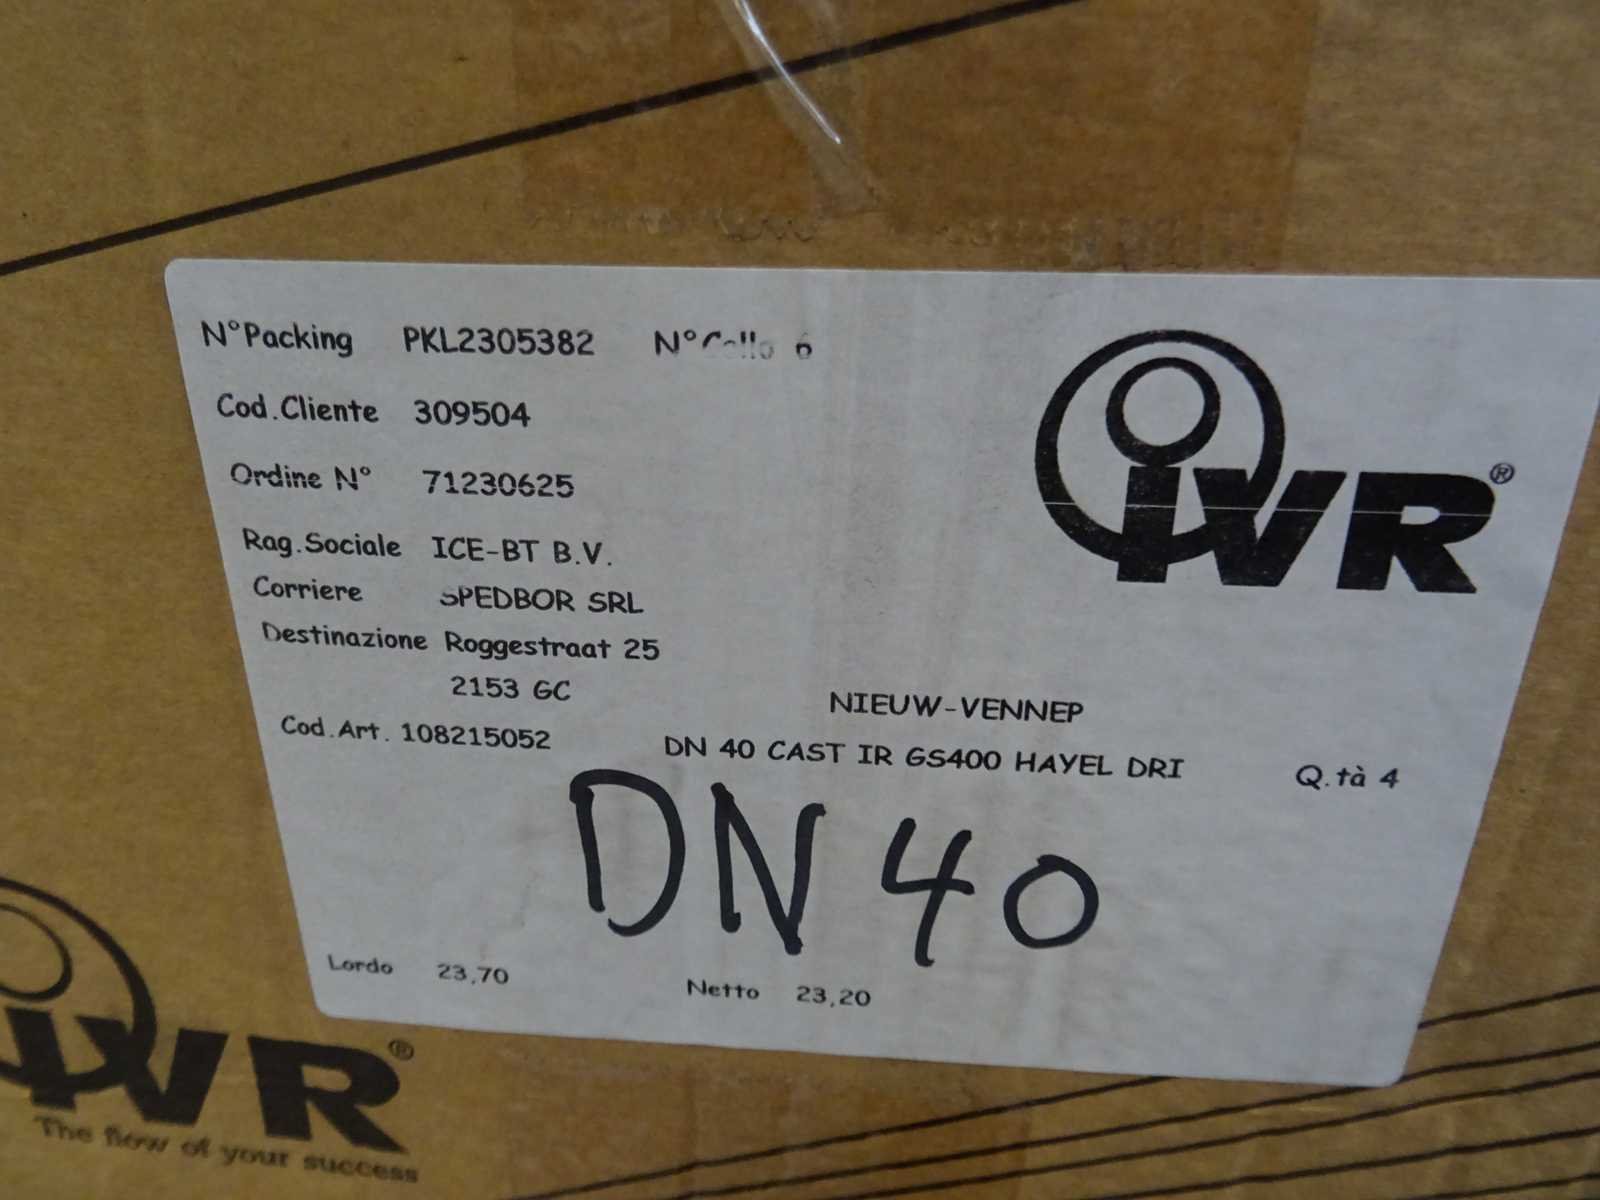 N°Packing PKL2305382 N°Collo 6
Cod.Cliente 309504
Ordine N° 71230625
Rag.Sociale ICE-BT B.V.
Corriere SPEDBOR SRL
Destinazione Roggestraat 25
2153 GC NIEUW-VENNEP
Cod.Art. 108215052 DN 40 CAST IR GS400 HAYEL DRI Q.tà 4
DN 40
Lordo 23,70 Netto 23,20
IVR®
IVR®
The flow of your success